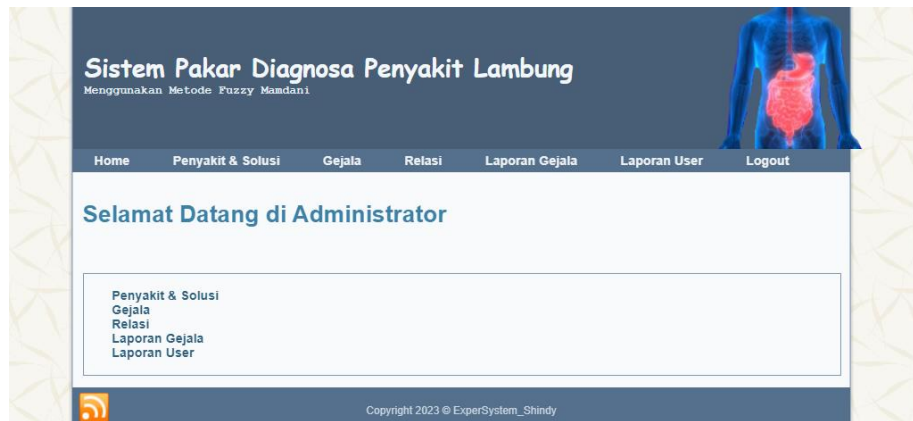 Sistem Pakar Diagnosa Penyakit Lambung
Menggunakan Metode Fuzzy Mamdani
Home Penyakit & Solusi Gejala Relasi Laporan Gejala Laporan User Logout
Selamat Datang di Administrator
Penyakit & Solusi
Gejala
Relasi
Laporan Gejala
Laporan User
Copyright 2023 © ExperSystem_Shindy